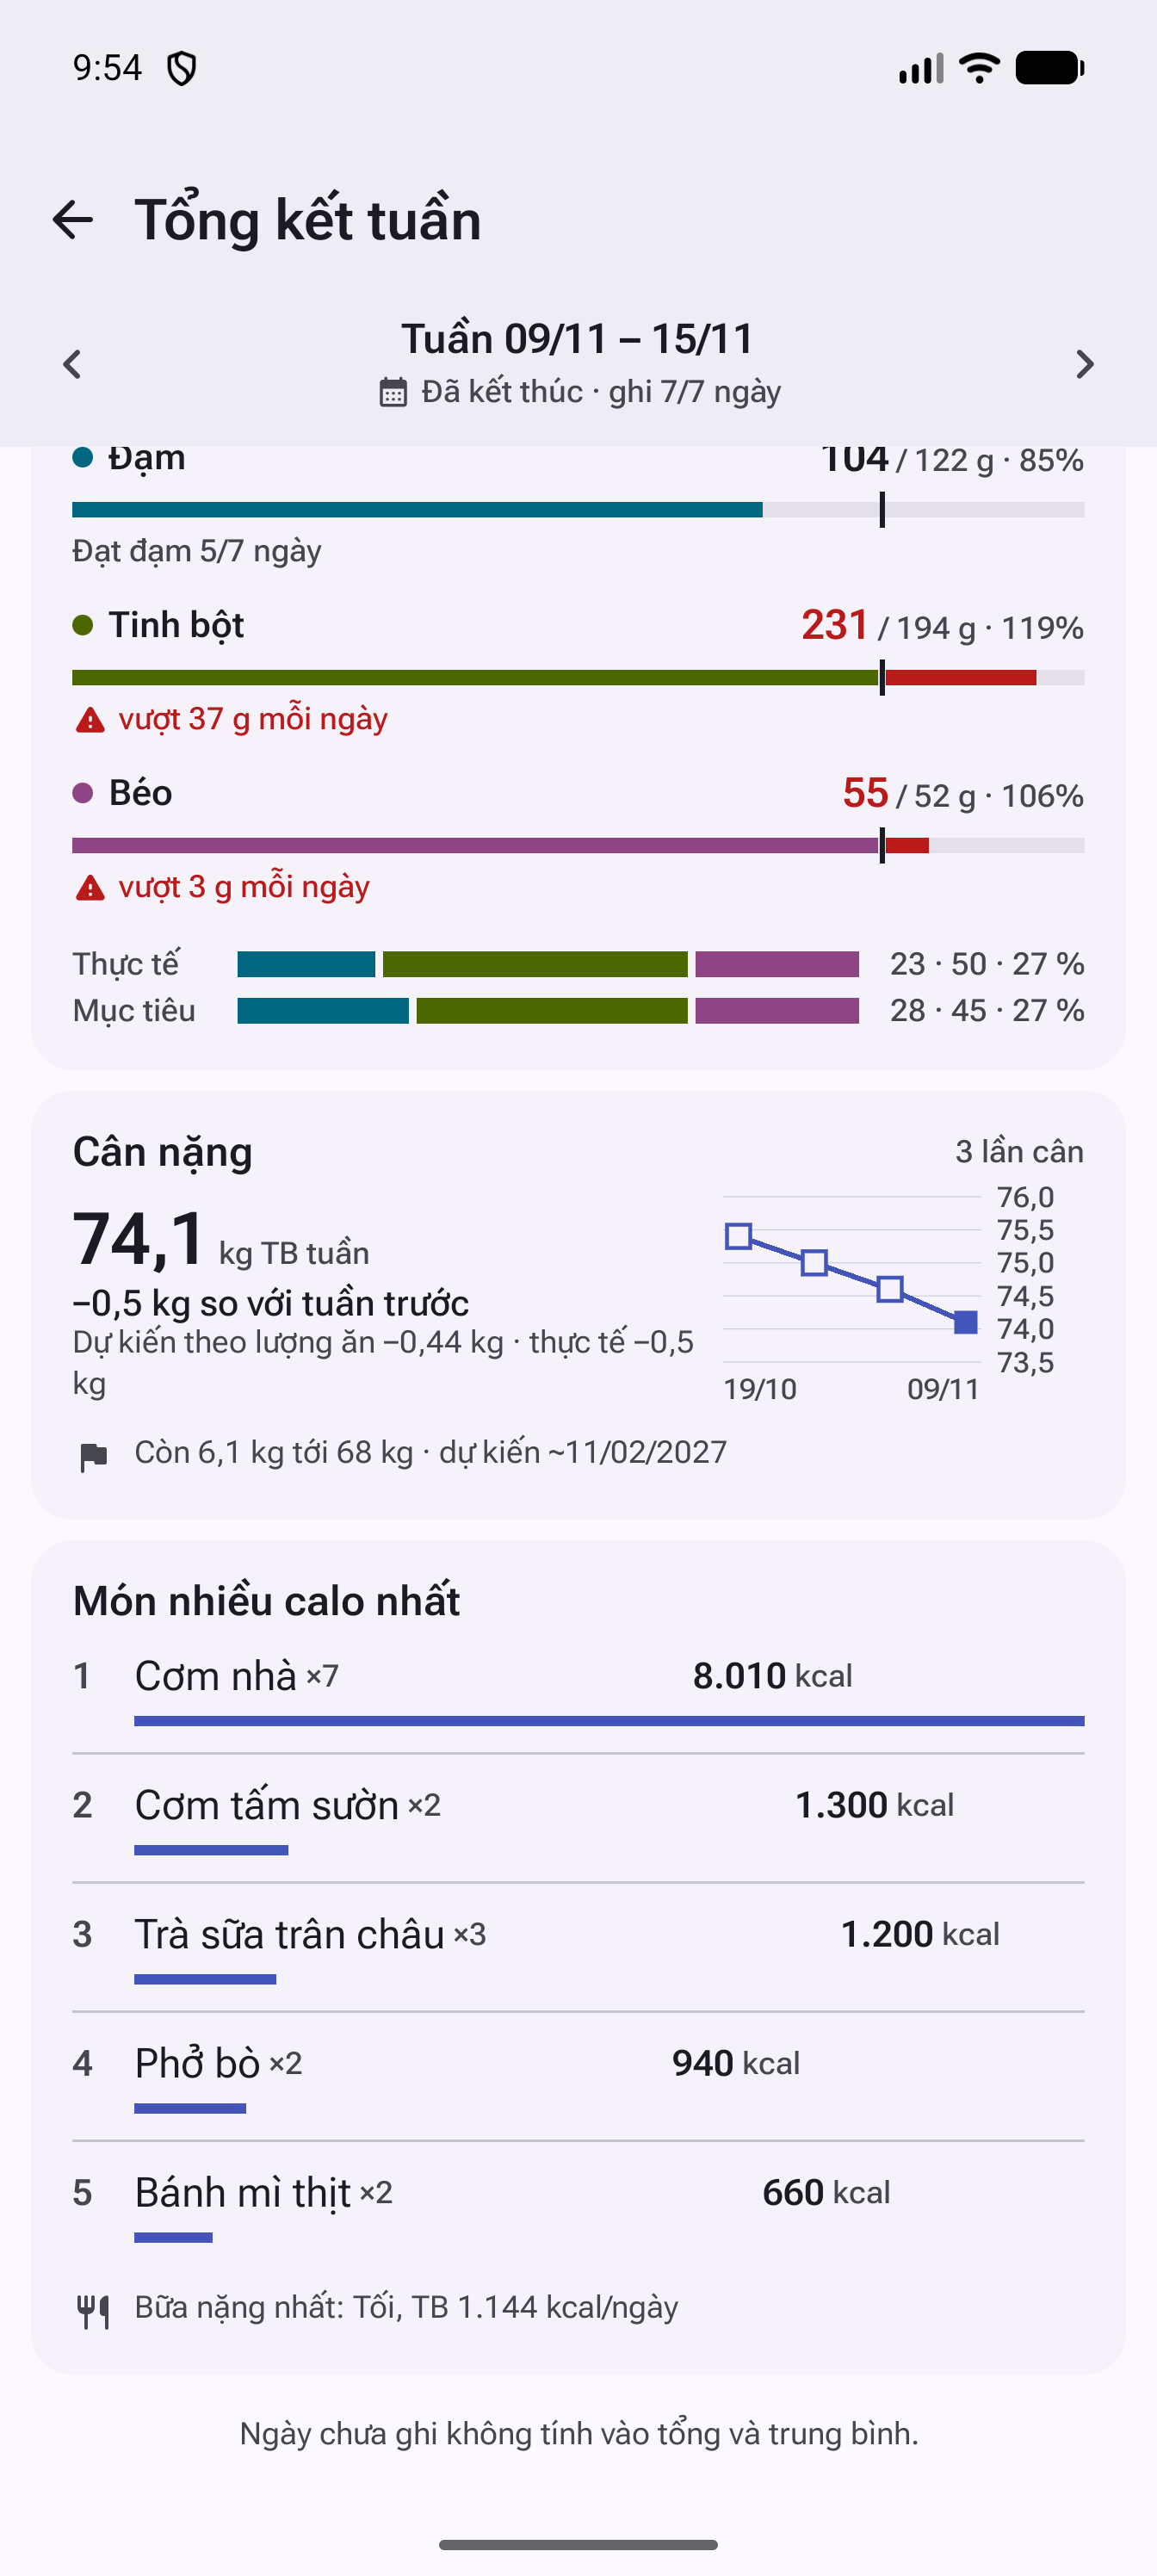 9:54
Tổng kết tuần
Tuần 09/11 – 15/11
Đã kết thúc · ghi 7/7 ngày
Đạm 104 / 122 g · 85%
Đạt đạm 5/7 ngày
Tinh bột 231 / 194 g · 119%
vượt 37 g mỗi ngày
Béo 55 / 52 g · 106%
vượt 3 g mỗi ngày
Thực tế 23 · 50 · 27 %
Mục tiêu 28 · 45 · 27 %
Cân nặng 3 lần cân
74,1 kg TB tuần
−0,5 kg so với tuần trước
Dự kiến theo lượng ăn −0,44 kg · thực tế −0,5
kg
76,0
75,5
75,0
74,5
74,0
73,5
19/10 09/11
Còn 6,1 kg tới 68 kg · dự kiến ~11/02/2027
Món nhiều calo nhất
1 Cơm nhà ×7 8.010 kcal
2 Cơm tấm sườn ×2 1.300 kcal
3 Trà sữa trân châu ×3 1.200 kcal
4 Phở bò ×2 940 kcal
5 Bánh mì thịt ×2 660 kcal
Bữa nặng nhất: Tối, TB 1.144 kcal/ngày
Ngày chưa ghi không tính vào tổng và trung bình.